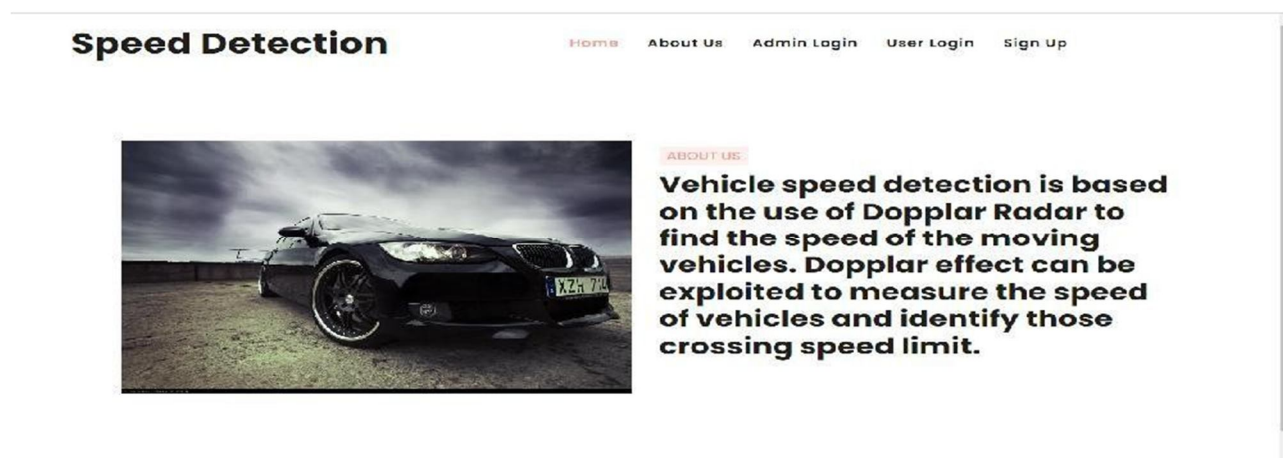 Speed Detection
Home About Us Admin Login User Login Sign Up
ABOUT US
Vehicle speed detection is based
on the use of Dopplar Radar to
find the speed of the moving
vehicles. Dopplar effect can be
exploited to measure the speed
of vehicles and identify those
crossing speed limit.
XZH